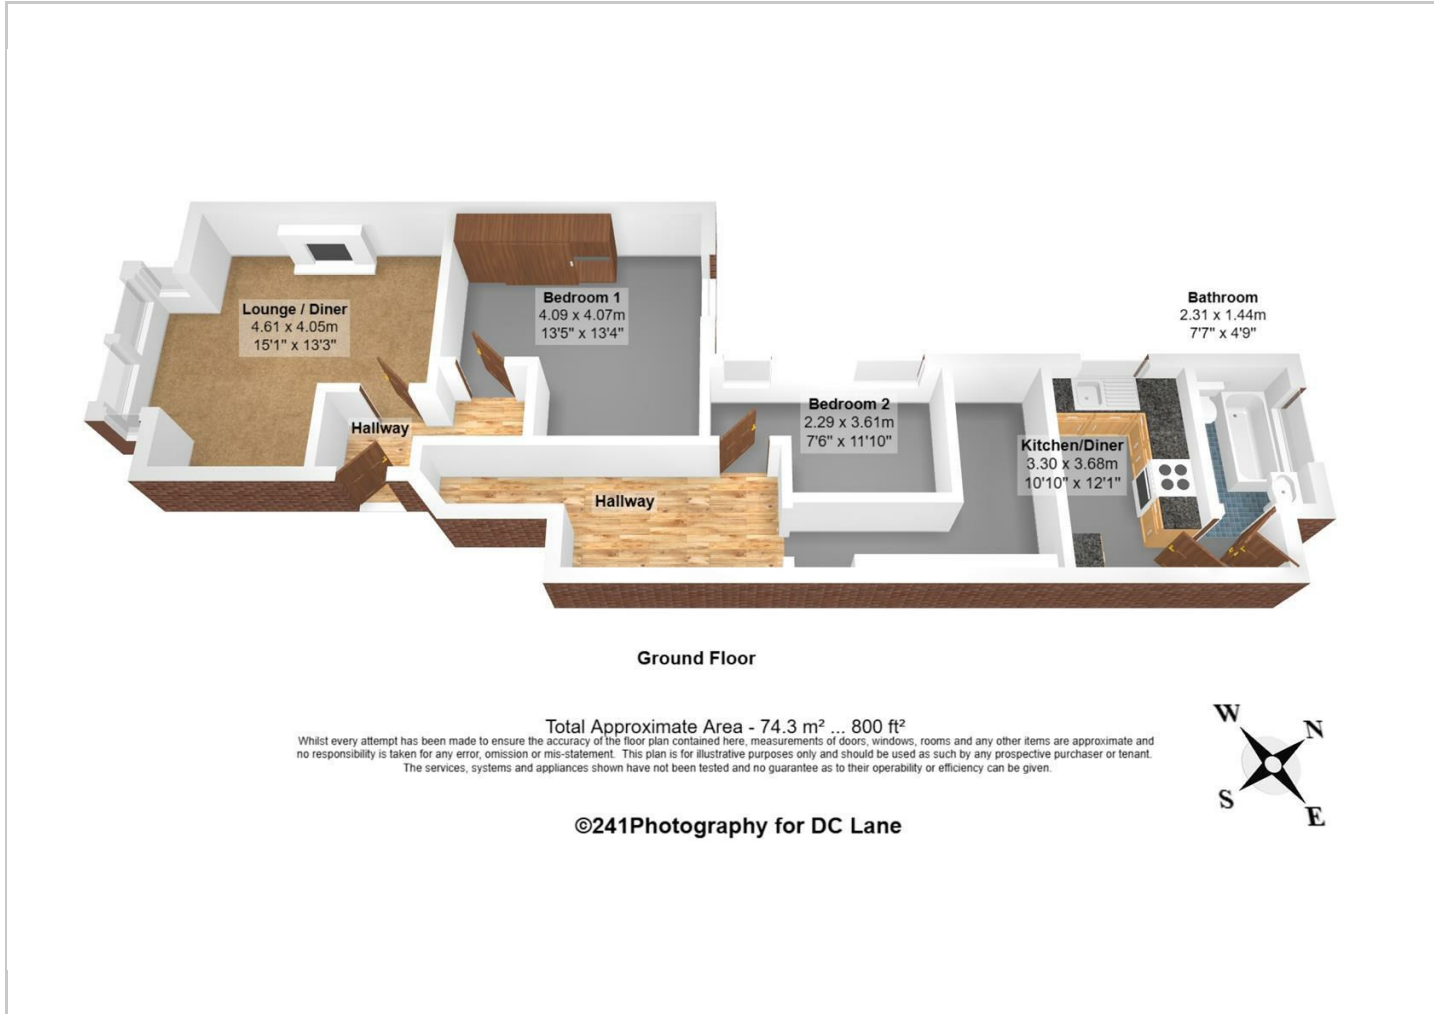 Lounge / Diner
4.61 x 4.05m
15'1" x 13'3"
Bedroom 1
4.09 x 4.07m
13'5" x 13'4"
Bathroom
2.31 x 1.44m
7'7" x 4'9"
Hallway
Bedroom 2
2.29 x 3.61m
7'6" x 11'10"
Kitchen/Diner
3.30 x 3.68m
10'10" x 12'1"
Hallway
Ground Floor
Total Approximate Area - 74.3 m² ... 800 ft²
Whilst every attempt has been made to ensure the accuracy of the floor plan contained here, measurements of doors, windows, rooms and any other items are approximate and
no responsibility is taken for any error, omission or mis-statement. This plan is for illustrative purposes only and should be used as such by any prospective purchaser or tenant.
The services, systems and appliances shown have not been tested and no guarantee as to their operability or efficiency can be given.
©241Photography for DC Lane
W
N
S
E